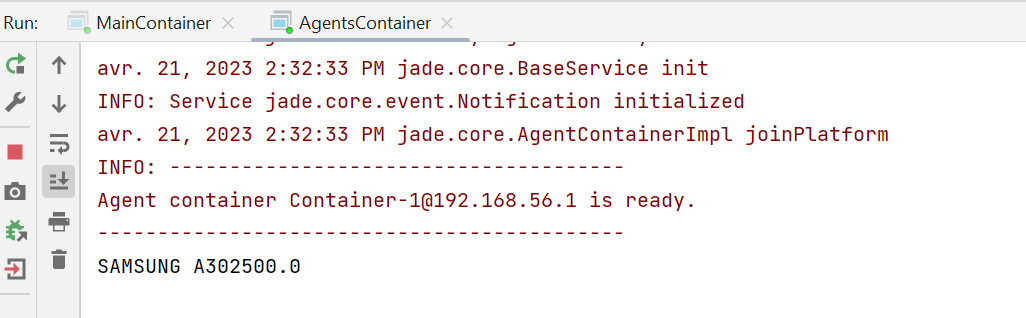 Run: MainContainer AgentsContainer
avr. 21, 2023 2:32:33 PM jade.core.BaseService init
INFO: Service jade.core.event.Notification initialized
avr. 21, 2023 2:32:33 PM jade.core.AgentContainerImpl joinPlatform
INFO: --------------------------------------
Agent container Container-1@192.168.56.1 is ready.
--------------------------------------------
SAMSUNG A302500.0